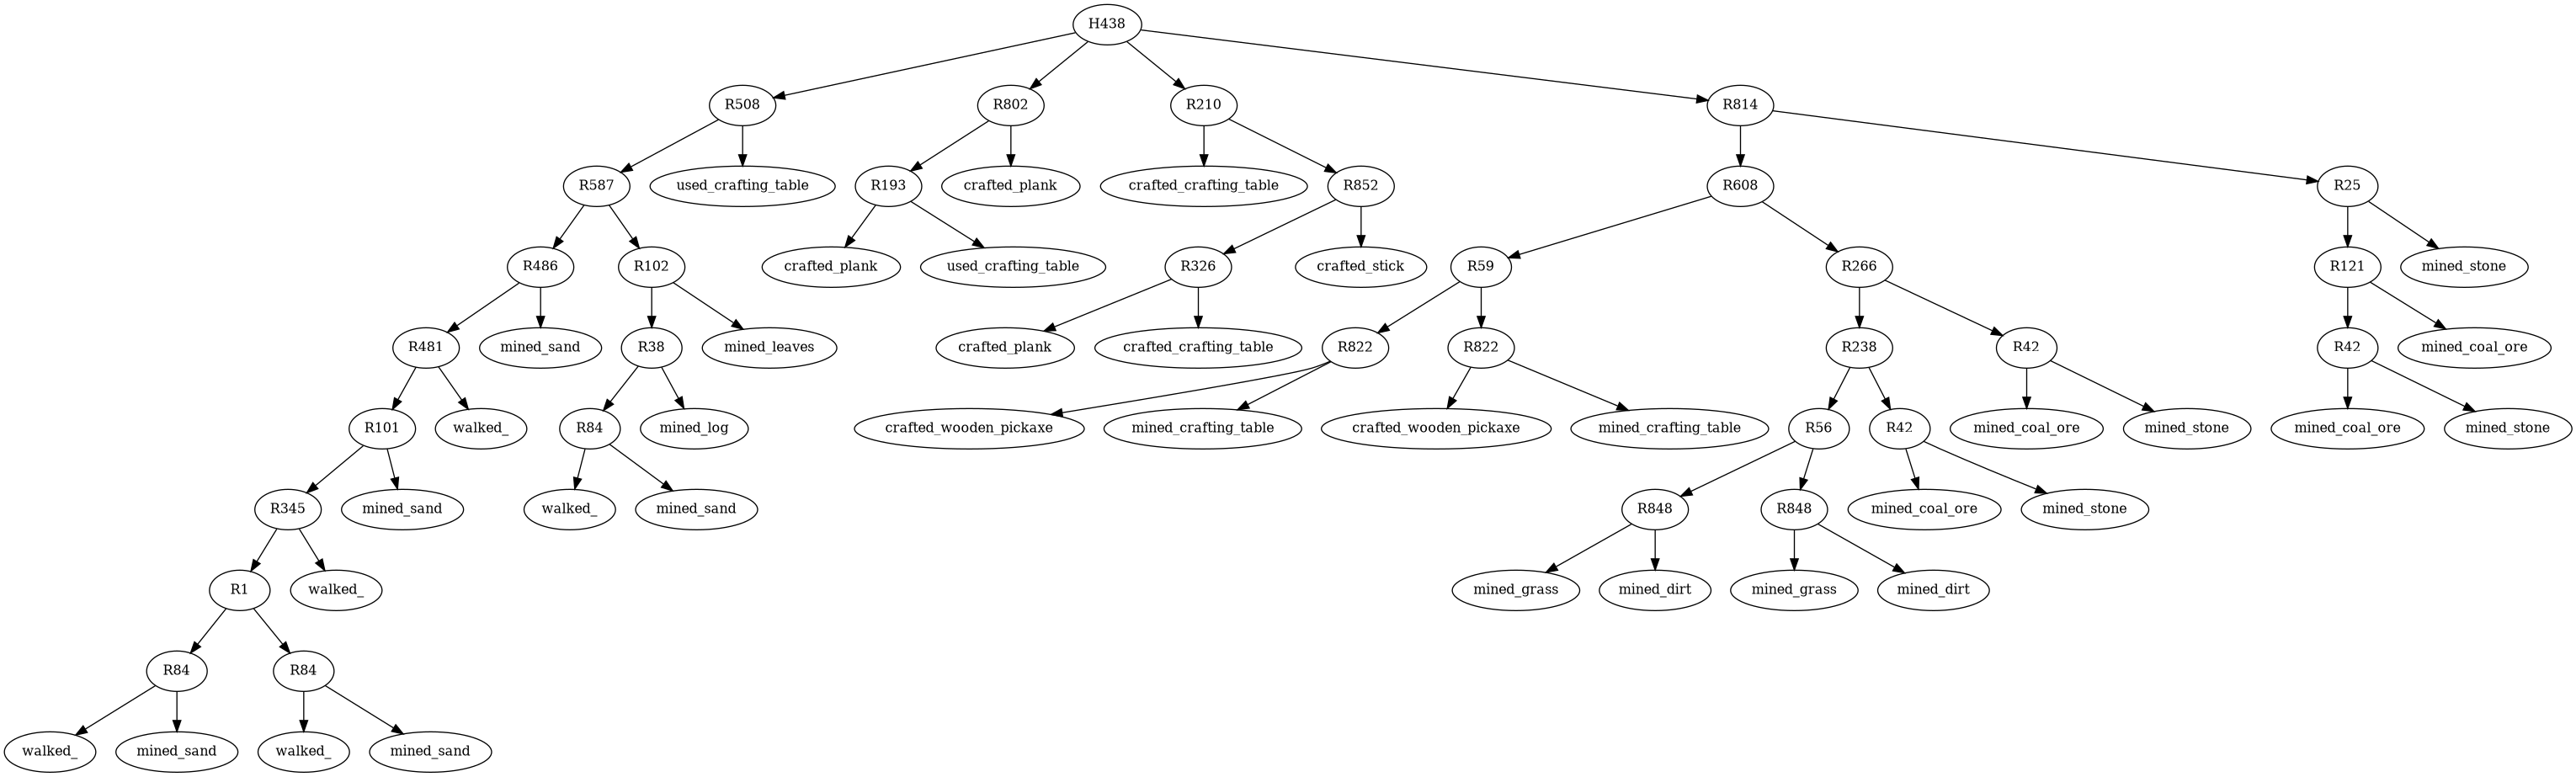 H438
R508
R802
R210
R814
R587
used_crafting_table
R193
crafted_plank
crafted_crafting_table
R852
R608
R25
R486
R102
crafted_plank
used_crafting_table
R326
crafted_stick
R59
R266
R121
mined_stone
R481
mined_sand
R38
mined_leaves
crafted_plank
crafted_crafting_table
R822
R822
R238
R42
R42
mined_coal_ore
R101
walked_
R84
mined_log
crafted_wooden_pickaxe
mined_crafting_table
crafted_wooden_pickaxe
mined_crafting_table
R56
R42
mined_coal_ore
mined_stone
mined_coal_ore
mined_stone
R345
mined_sand
walked_
mined_sand
R848
R848
mined_coal_ore
mined_stone
R1
walked_
mined_grass
mined_dirt
mined_grass
mined_dirt
R84
R84
walked_
mined_sand
walked_
mined_sand